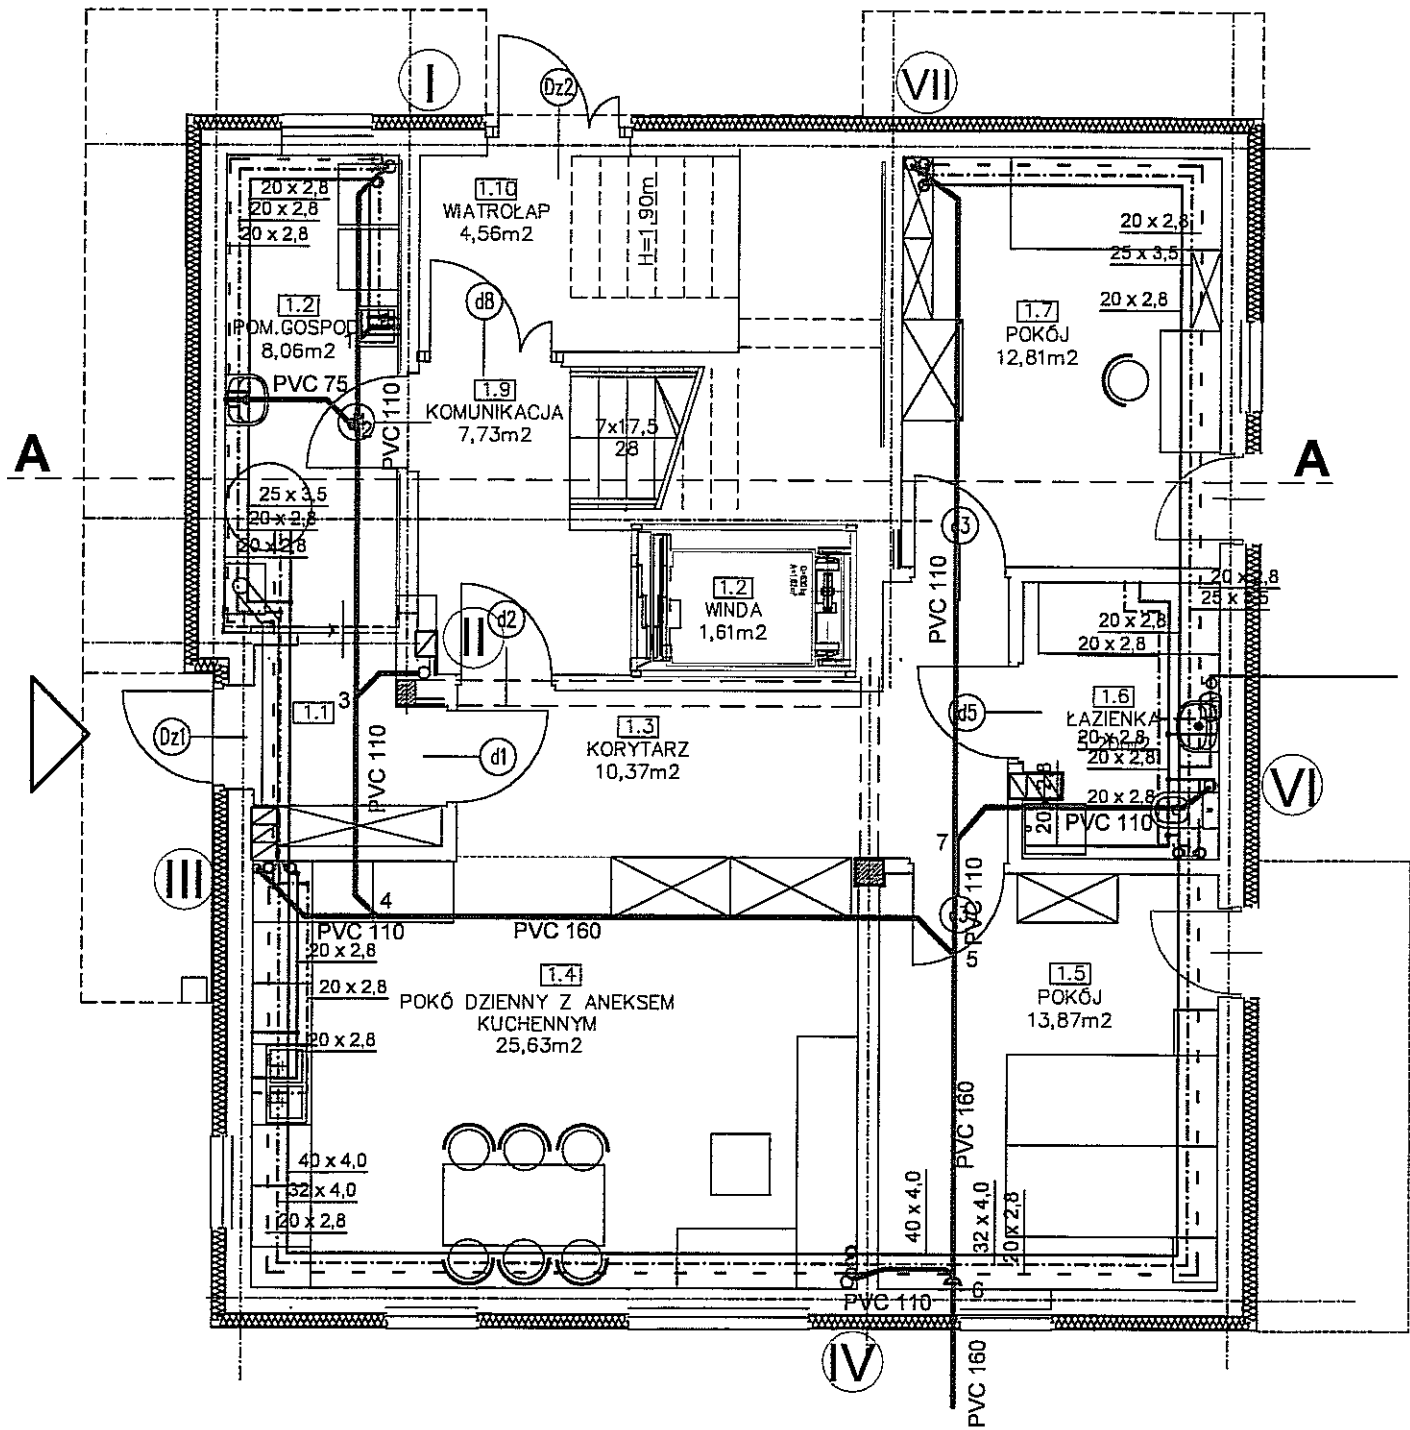 I
Dz2
VII
20 x 2,8
20 x 2,8
20 x 2,8
1.10
WIATROŁAP
4,56m2
H=1,90m
20 x 2,8
25 x 3,5
20 x 2,8
1.2
POM.GOSPOD
8,06m2
d8
1.7
POKÓJ
12,81m2
PVC 75
PVC 110
1.9
KOMUNIKACJA
7,73m2
7x17,5
28
2
A
A
25 x 3,5
20 x 2,8
20 x 2,8
d3
PVC 110
1.2
WINDA
1,61m2
20 x 2,8
25 x 3,5
II
d2
20 x 2,8
20 x 2,8
3
1.1
Dz1
PVC 110
d1
1.3
KORYTARZ
10,37m2
d5
1.6
ŁAZIENKA
20 x 2,8
20 x 2,8
20 x 2,8
PVC 110
VI
7
PVC 110
III
4
PVC 110
PVC 160
20 x 2,8
20 x 2,8
20 x 2,8
5
1.4
POKÓ DZIENNY Z ANEKSEM
KUCHENNYM
25,63m2
1.5
POKÓJ
13,87m2
PVC 160
40 x 4,0
32 x 4,0
20 x 2,8
40 x 4,0
32 x 4,0
20 x 2,8
PVC 110
6
IV
PVC 160